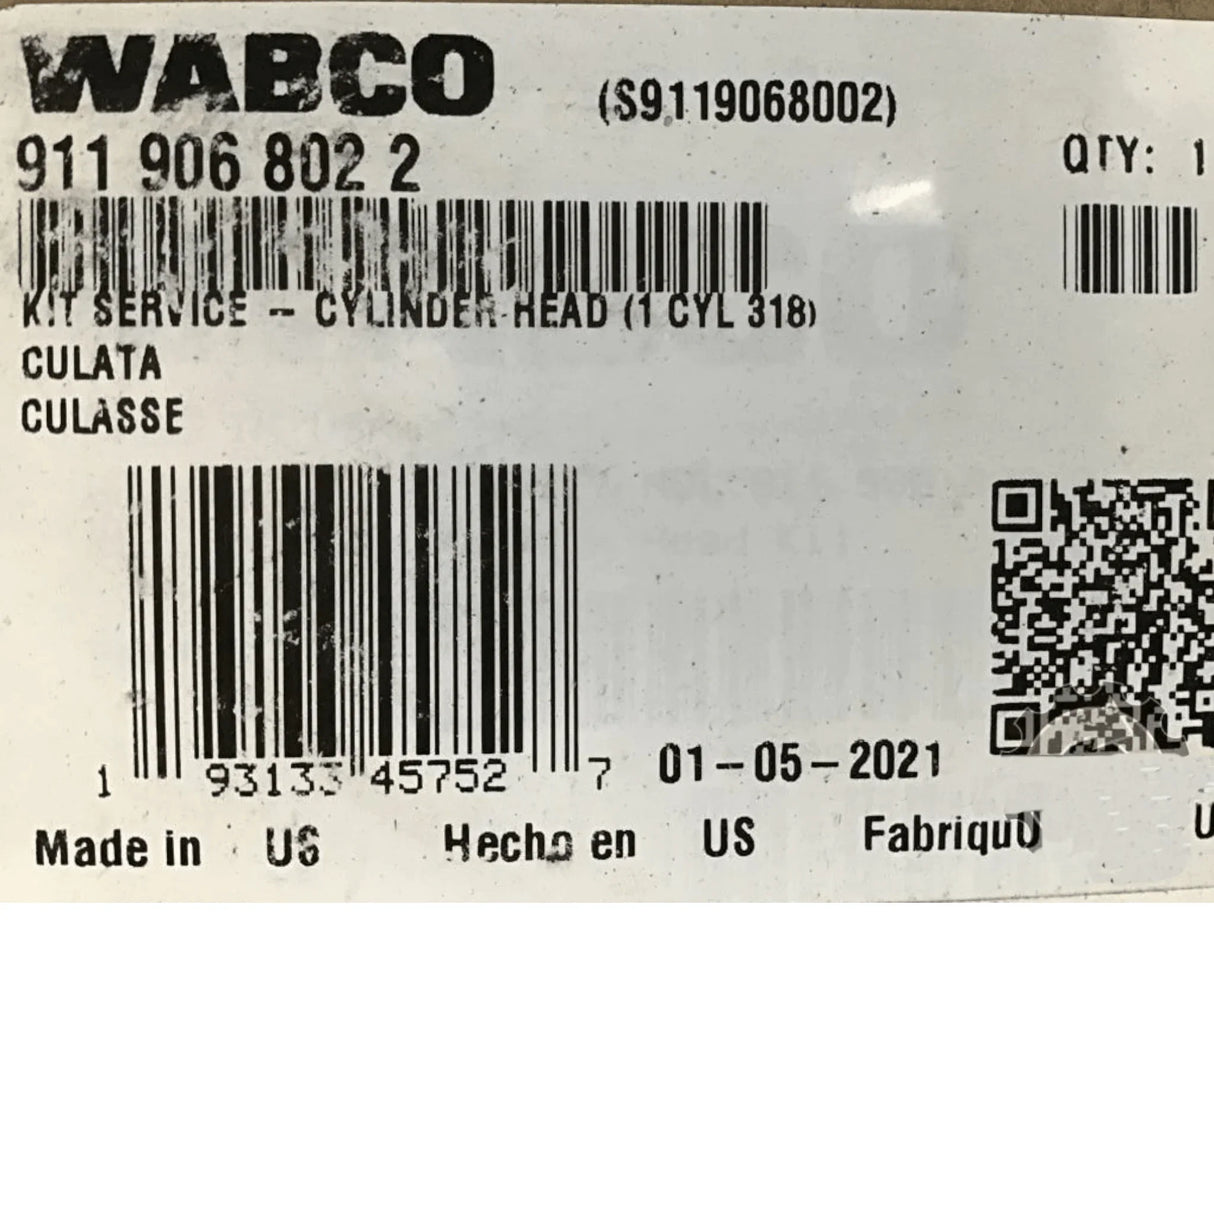 WABCO
(S9119068002)
911 906 802 2
QTY: 1
KIT SERVICE - CYLINDER HEAD (1 CYL 318)
CULATA
CULASSE
1 93133 45752 7
01-05-2021
Made in US
Hecho en US